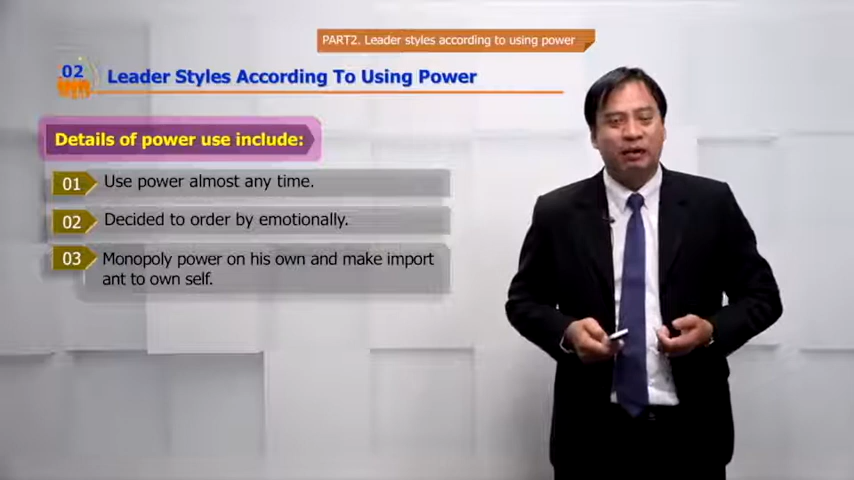 PART2. Leader styles according to using power
02
Leader Styles According To Using Power
Details of power use include:
01 Use power almost any time.
02 Decided to order by emotionally.
03 Monopoly power on his own and make import
ant to own self.